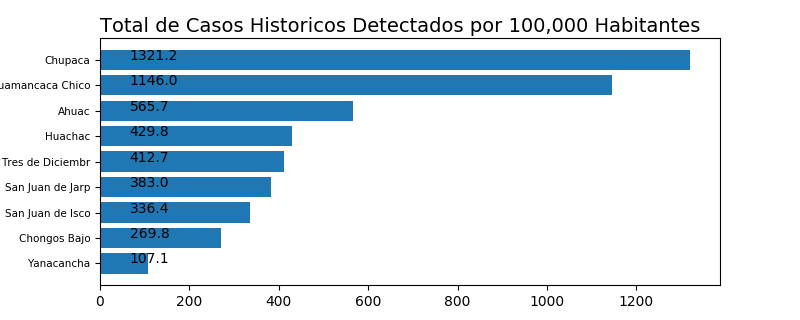 Total de Casos Historicos Detectados por 100,000 Habitantes
Chupaca 1321.2
uamancaca Chico 1146.0
Ahuac 565.7
Huachac 429.8
Tres de Diciembr 412.7
San Juan de Jarp 383.0
San Juan de Isco 336.4
Chongos Bajo 269.8
Yanacancha 107.1
0 200 400 600 800 1000 1200